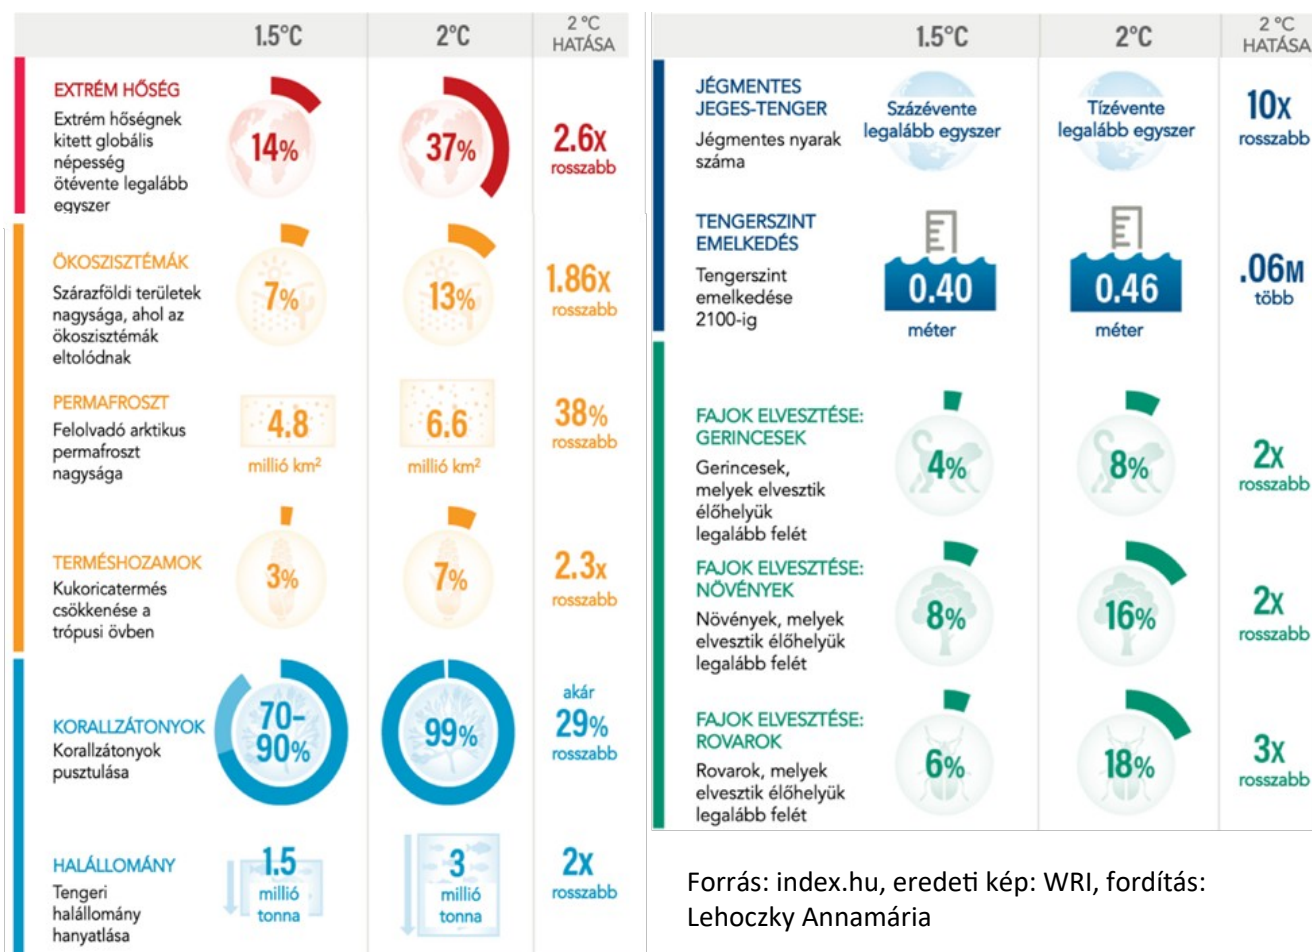 1.5°C 2°C 2 °C
HATÁSA
EXTRÉM HŐSÉG
Extrém hőségnek
kitett globális
népesség
ötévente legalább
egyszer
14%
37%
2.6x
rosszabb
ÖKOSZISZTÉMÁK
Szárazföldi területek
nagysága, ahol az
ökoszisztémák
eltolódnak
7%
13%
1.86x
rosszabb
PERMAFROSZT
Felolvadó arktikus
permafroszt
nagysága
4.8
millió km²
6.6
millió km²
38%
rosszabb
TERMÉSHOZAMOK
Kukoricatermés
csökkenése a
trópusi övben
3%
7%
2.3x
rosszabb
KORALLZÁTONYOK
Korallzátonyok
pusztulása
70-
90%
99%
akár
29%
rosszabb
HALÁLLOMÁNY
Tengeri
halállomány
hanyatlása
1.5
millió
tonna
3
millió
tonna
2x
rosszabb
1.5°C 2°C 2 °C
HATÁSA
JÉGMENTES
JEGES-TENGER
Jégmentes nyarak
száma
Százévente
legalább egyszer
Tízévente
legalább egyszer
10x
rosszabb
TENGERSZINT
EMELKEDÉS
Tengerszint
emelkedése
2100-ig
0.40
méter
0.46
méter
.06M
több
FAJOK ELVESZTÉSE:
GERINCESEK
Gerincesek,
melyek elvesztik
élőhelyük
legalább felét
4%
8%
2x
rosszabb
FAJOK ELVESZTÉSE:
NÖVÉNYEK
Növények, melyek
elvesztik élőhelyük
legalább felét
8%
16%
2x
rosszabb
FAJOK ELVESZTÉSE:
ROVAROK
Rovarok, melyek
elvesztik élőhelyük
legalább felét
6%
18%
3x
rosszabb
Forrás: index.hu, eredeti kép: WRI, fordítás:
Lehoczky Annamária